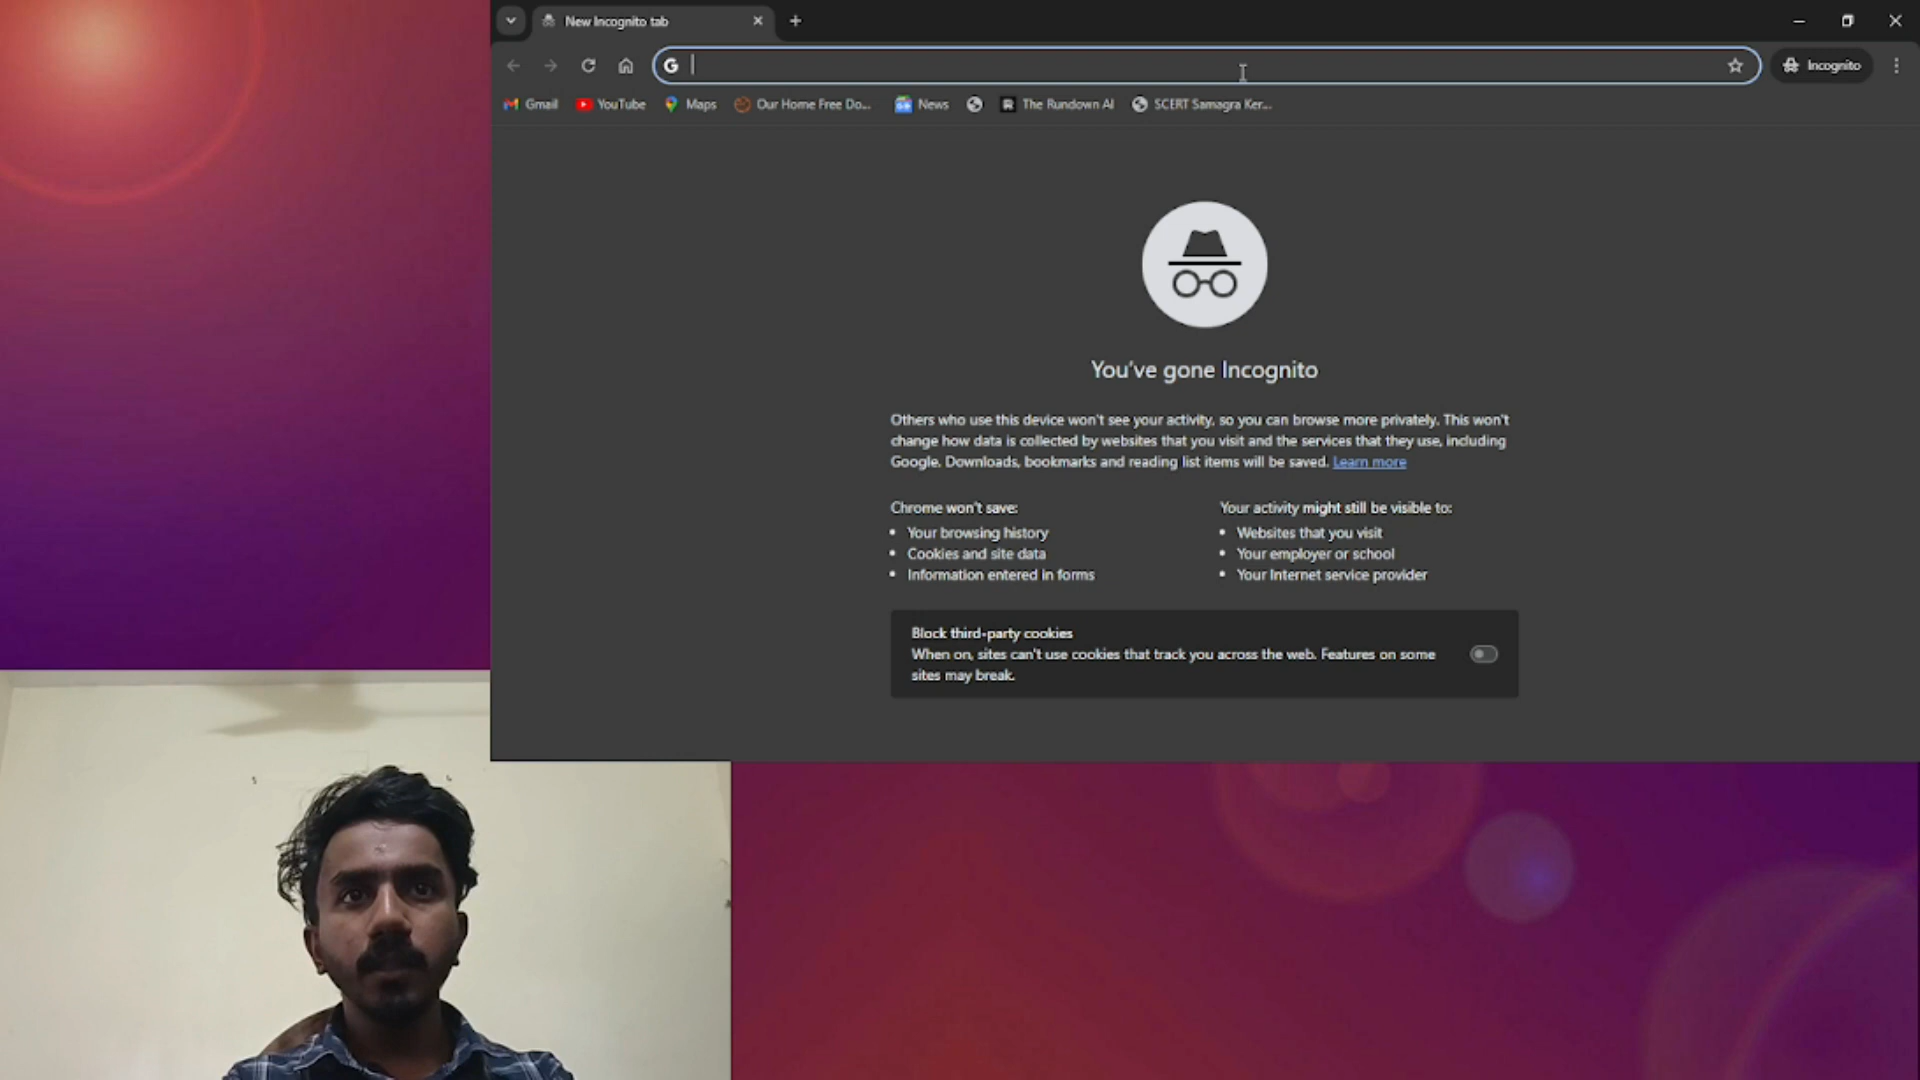 New Incognito tab
Incognito
Gmail YouTube Maps Our Home Free Do... News The Rundown AI SCERT Samagra Ker...
You've gone Incognito
Others who use this device won't see your activity, so you can browse more privately. This won't
change how data is collected by websites that you visit and the services that they use, including
Google. Downloads, bookmarks and reading list items will be saved. Learn more
Chrome won't save:
• Your browsing history
• Cookies and site data
• Information entered in forms
Your activity might still be visible to:
• Websites that you visit
• Your employer or school
• Your Internet service provider
Block third-party cookies
When on, sites can't use cookies that track you across the web. Features on some
sites may break.